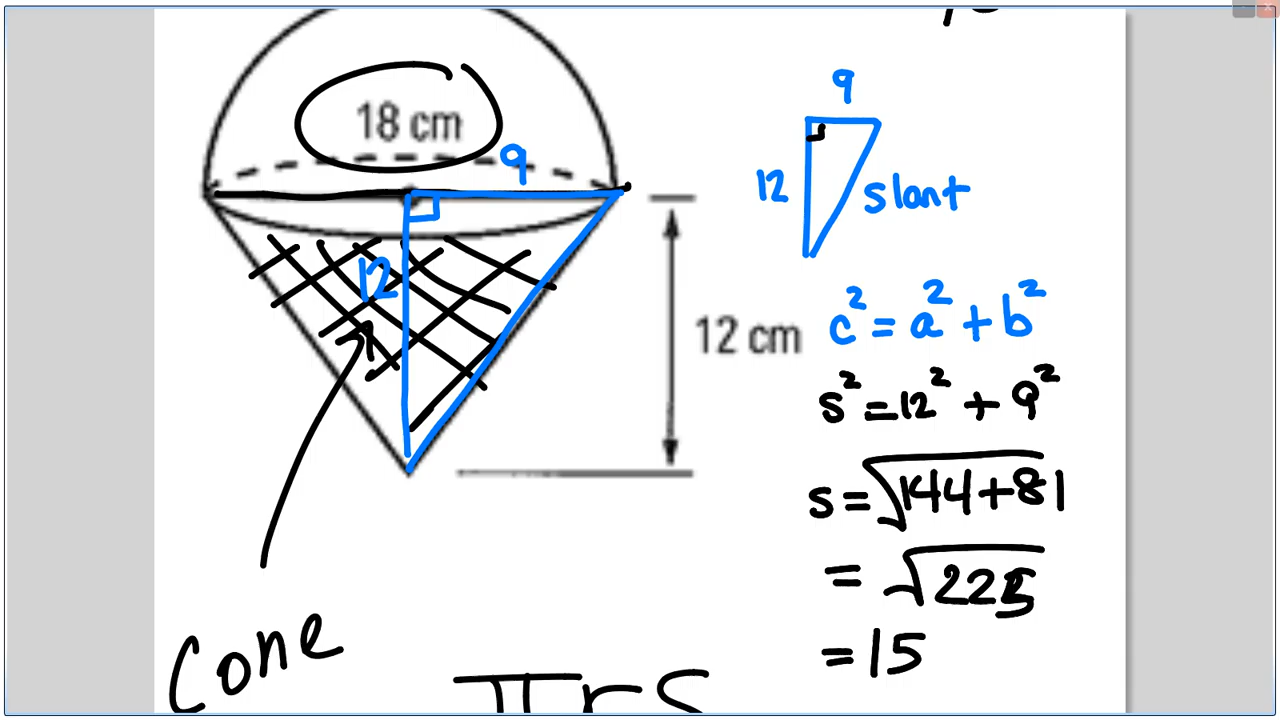 18 cm
9
12
12 cm
9
12
slant
c² = a² + b²
s² = 12² + 9²
s = √144+81
= √225
= 15
Cone
πrs